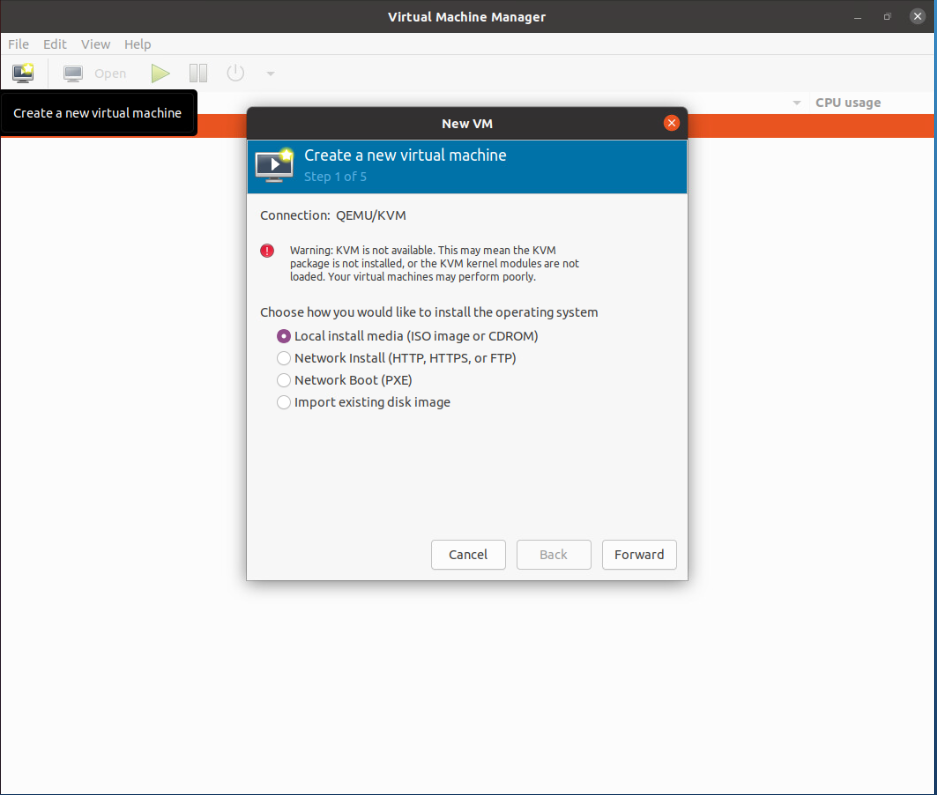 Virtual Machine Manager
File Edit View Help
Open
Create a new virtual machine
CPU usage
New VM
Create a new virtual machine
Step 1 of 5
Connection: QEMU/KVM
Warning: KVM is not available. This may mean the KVM
package is not installed, or the KVM kernel modules are not
loaded. Your virtual machines may perform poorly.
Choose how you would like to install the operating system
Local install media (ISO image or CDROM)
Network Install (HTTP, HTTPS, or FTP)
Network Boot (PXE)
Import existing disk image
Cancel Back Forward